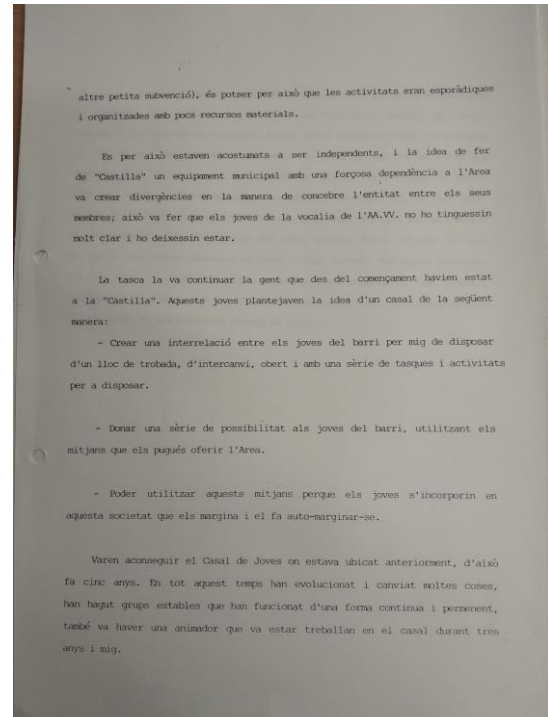 altre petita subvenció), és potser per això que les activitats eran esporàdiques
i organitzades amb pocs recursos materials.
Es per això estaven acostumats a ser independents, i la idea de fer
de "Castilla" un equipament municipal amb una forçosa dependència a l'Area
va crear divergències en la manera de concebre l'entitat entre els seus
membres; això va fer que els joves de la vocalia de l'AA.VV. no ho tinguessin
molt clar i ho deixessin estar.
La tasca la va continuar la gent que des del començament havien estat
a la "Castilla". Aquests joves plantejaven la idea d'un casal de la següent
manera:
- Crear una interrelació entre els joves del barri per mig de disposar
d'un lloc de trobada, d'intercanvi, obert i amb una sèrie de tasques i activitats
per a disposar.
- Donar una sèrie de possibilitat als joves del barri, utilitzant els
mitjans que els pugués oferir l'Area.
- Poder utilitzar aquests mitjans perque els joves s'incorporin en
aquesta societat que els margina i el fa auto-marginar-se.
Varen aconseguir el Casal de Joves on estava ubicat anteriorment, d'això
fa cinc anys. En tot aquest temps han evolucionat i canviat moltes coses,
han hagut grups estables que han funcionat d'una forma contínua i permenent,
també va haver una animador que va estar treballan en el casal durant tres
anys i mig.